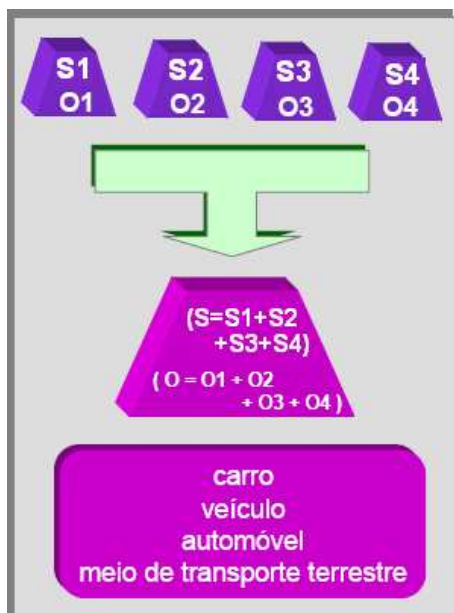 S1
O1
S2
O2
S3
O3
S4
O4
(S=S1+S2
+S3+S4)
( O = O1 + O2
+ O3 + O4 )
carro
veículo
automóvel
meio de transporte terrestre